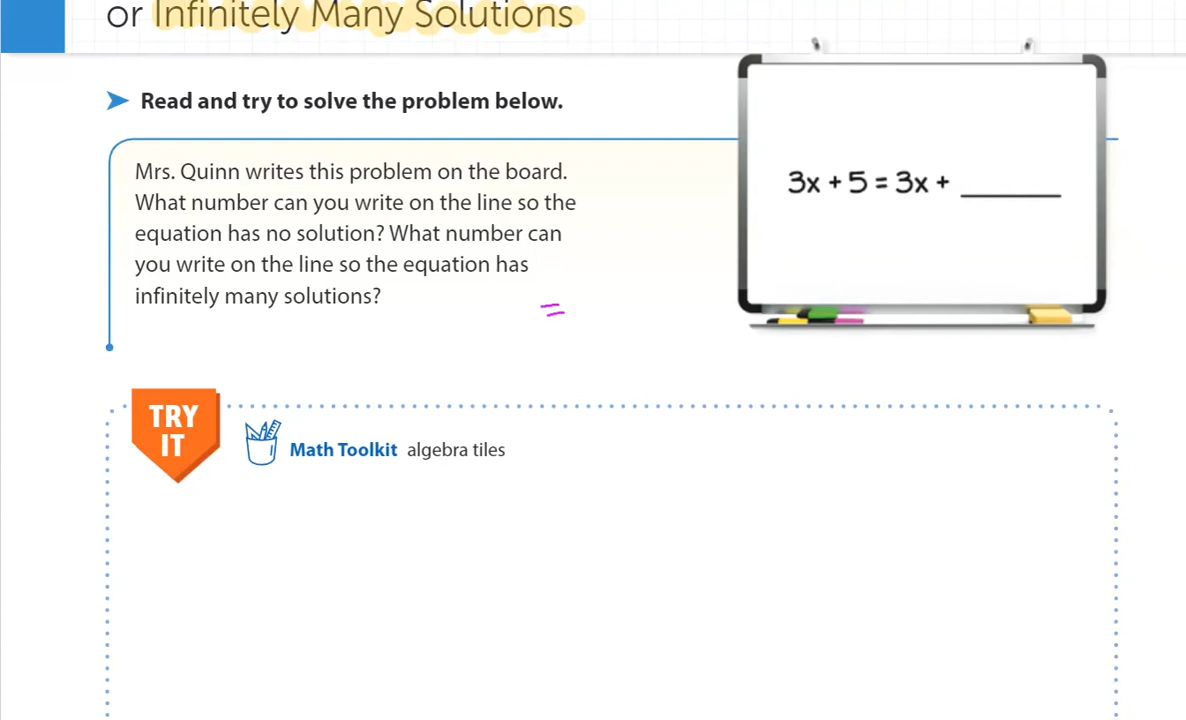 or Infinitely Many Solutions
Read and try to solve the problem below.
Mrs. Quinn writes this problem on the board.
What number can you write on the line so the
equation has no solution? What number can
you write on the line so the equation has
infinitely many solutions?
3x + 5 = 3x + ______
=
TRY
IT
Math Toolkit algebra tiles